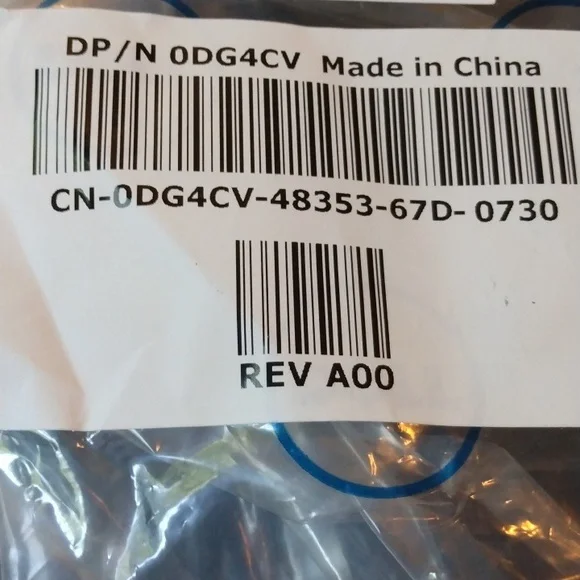 DP/N 0DG4CV Made in China
CN-0DG4CV-48353-67D- 0730
REV A00